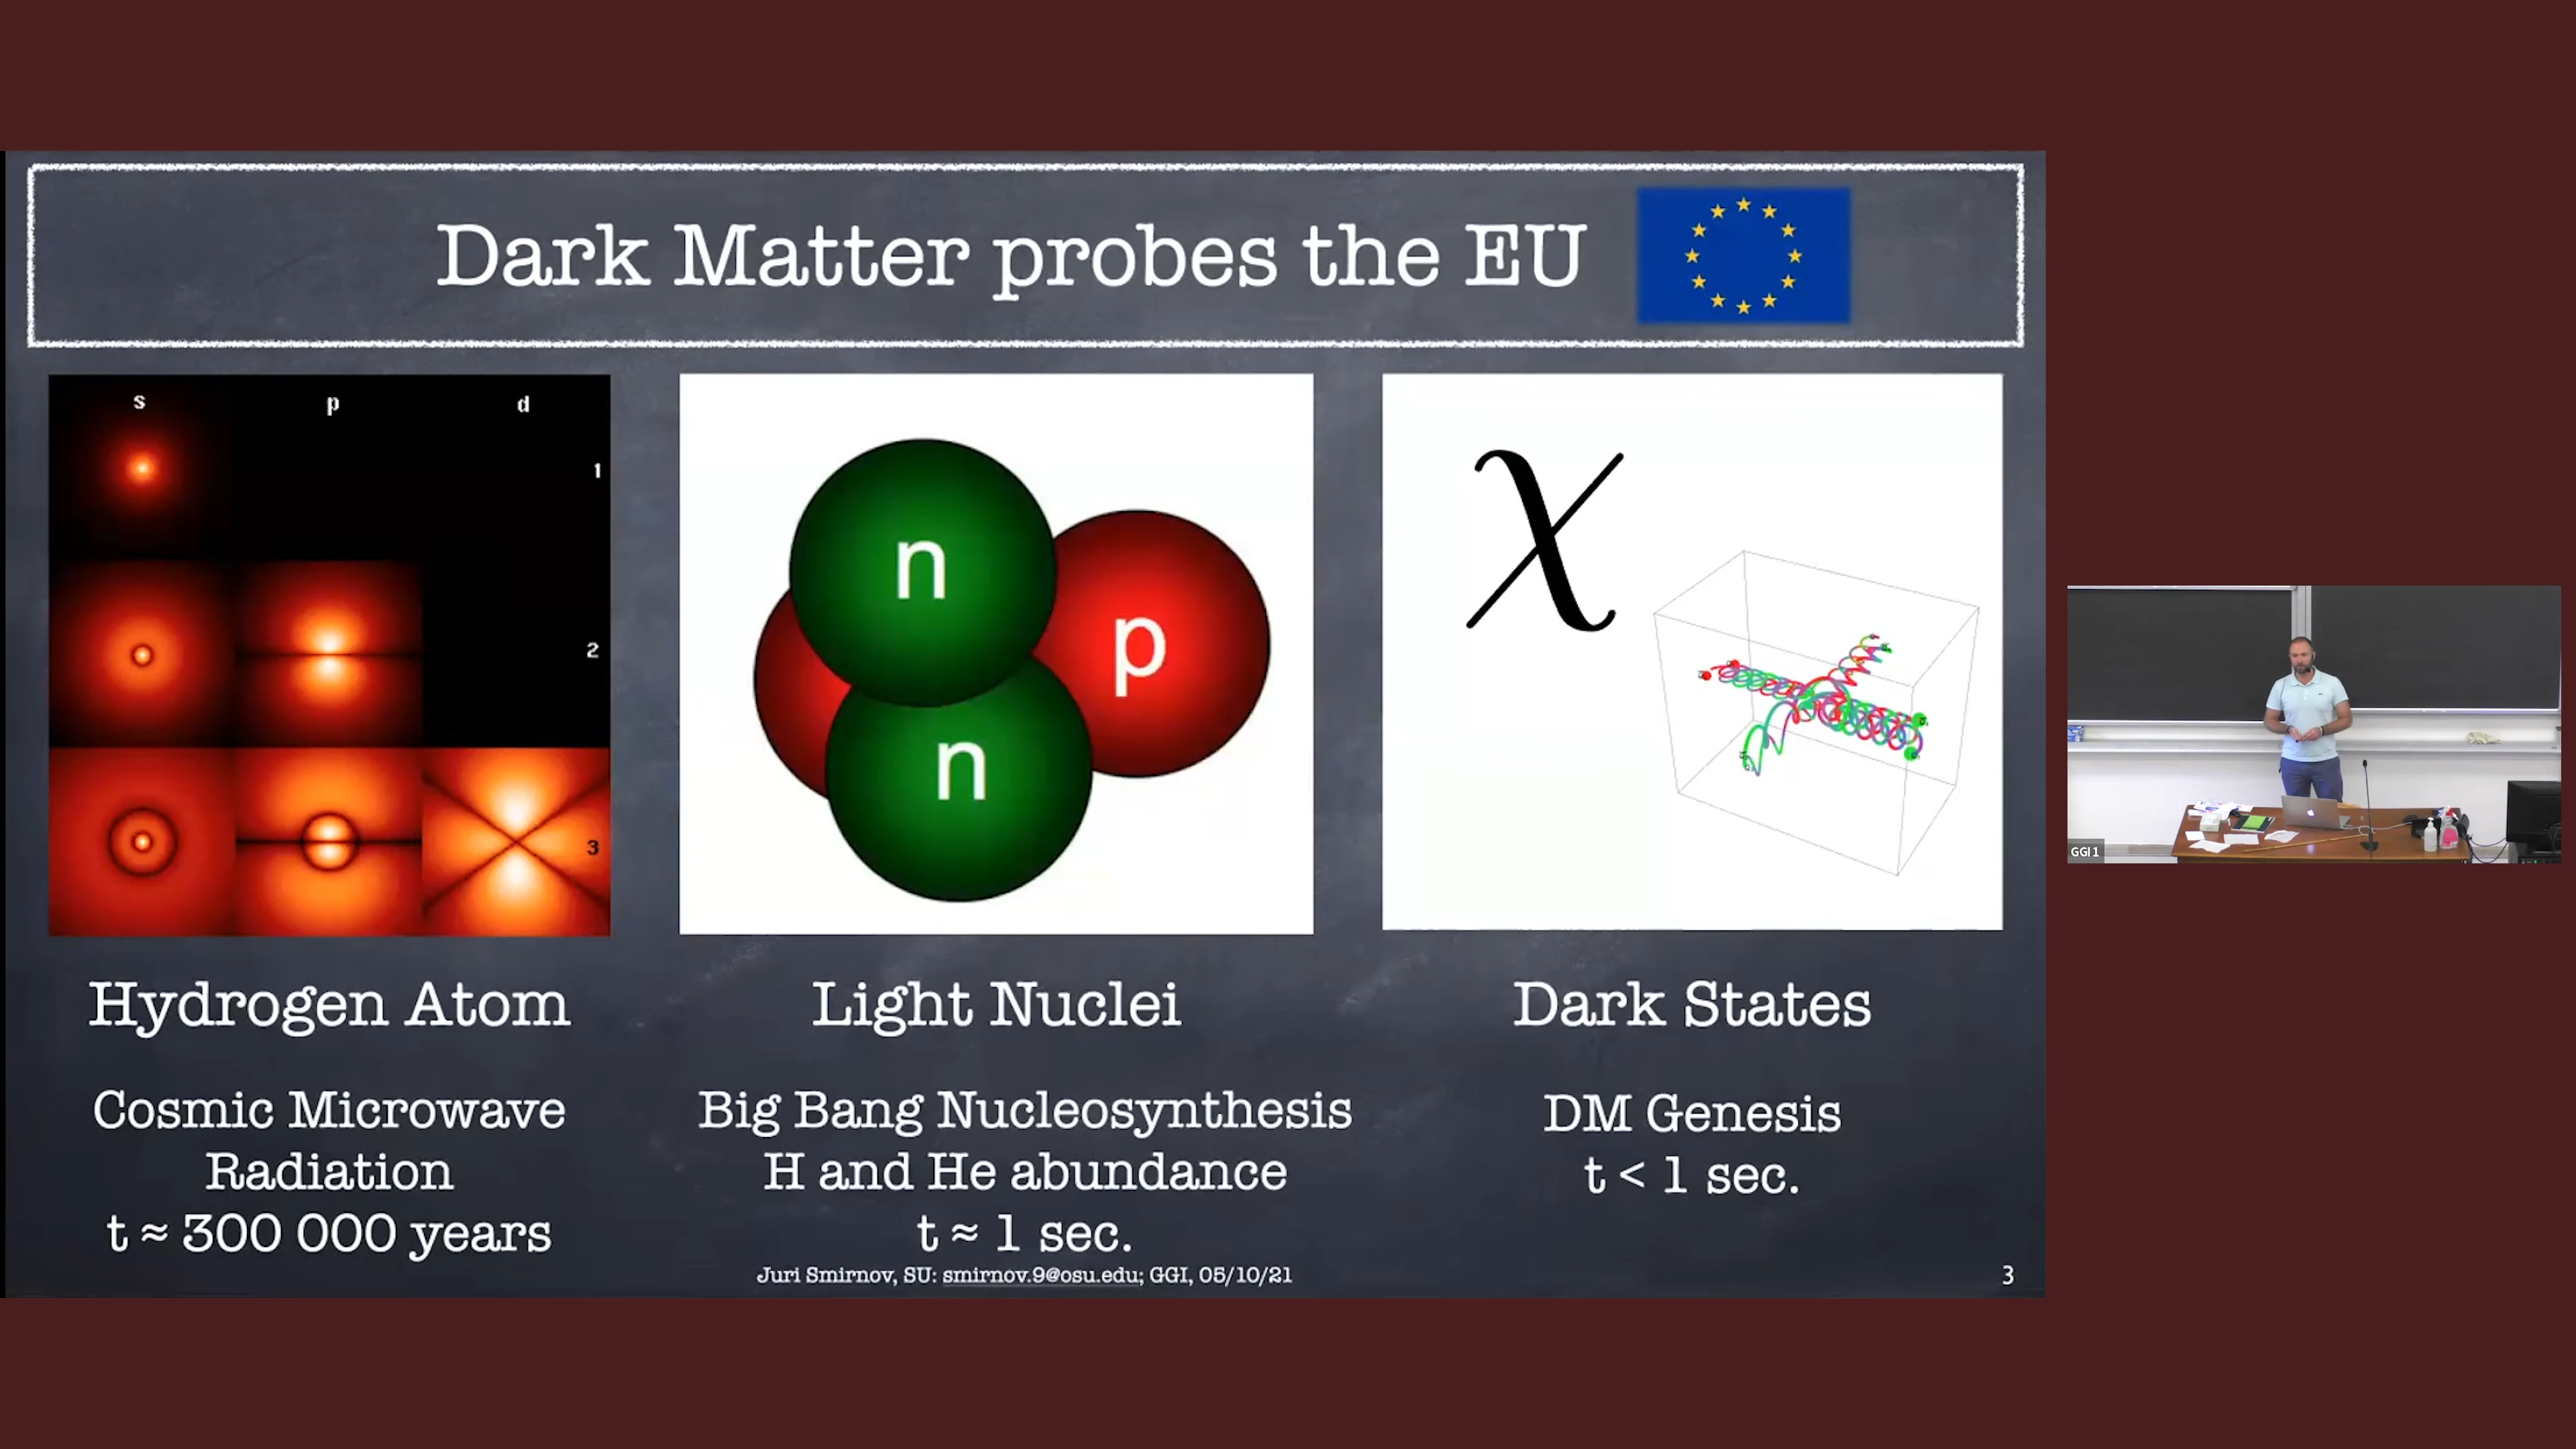 Dark Matter probes the EU
s p d
1
2
3
n
p
n
χ
Hydrogen Atom
Cosmic Microwave
Radiation
t ≈ 300 000 years
Light Nuclei
Big Bang Nucleosynthesis
H and He abundance
t ≈ 1 sec.
Dark States
DM Genesis
t < 1 sec.
Juri Smirnov, SU: smirnov.9@osu.edu; GGI, 05/10/21
3
GGI 1